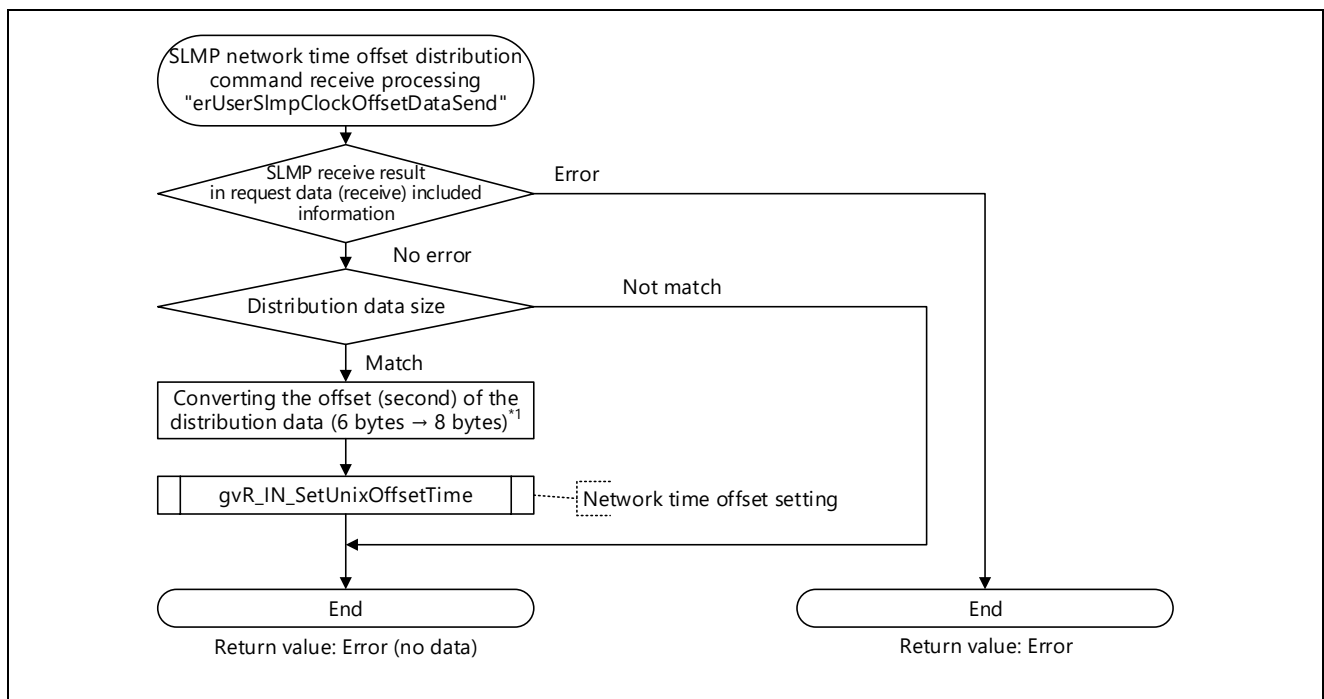 SLMP network time offset distribution
command receive processing
"erUserSlmpClockOffsetDataSend"
SLMP receive result
in request data (receive) included
information
Error
No error
Distribution data size
Not match
Match
Converting the offset (second) of the
distribution data (6 bytes → 8 bytes)*1
gvR_IN_SetUnixOffsetTime
Network time offset setting
End
Return value: Error (no data)
End
Return value: Error